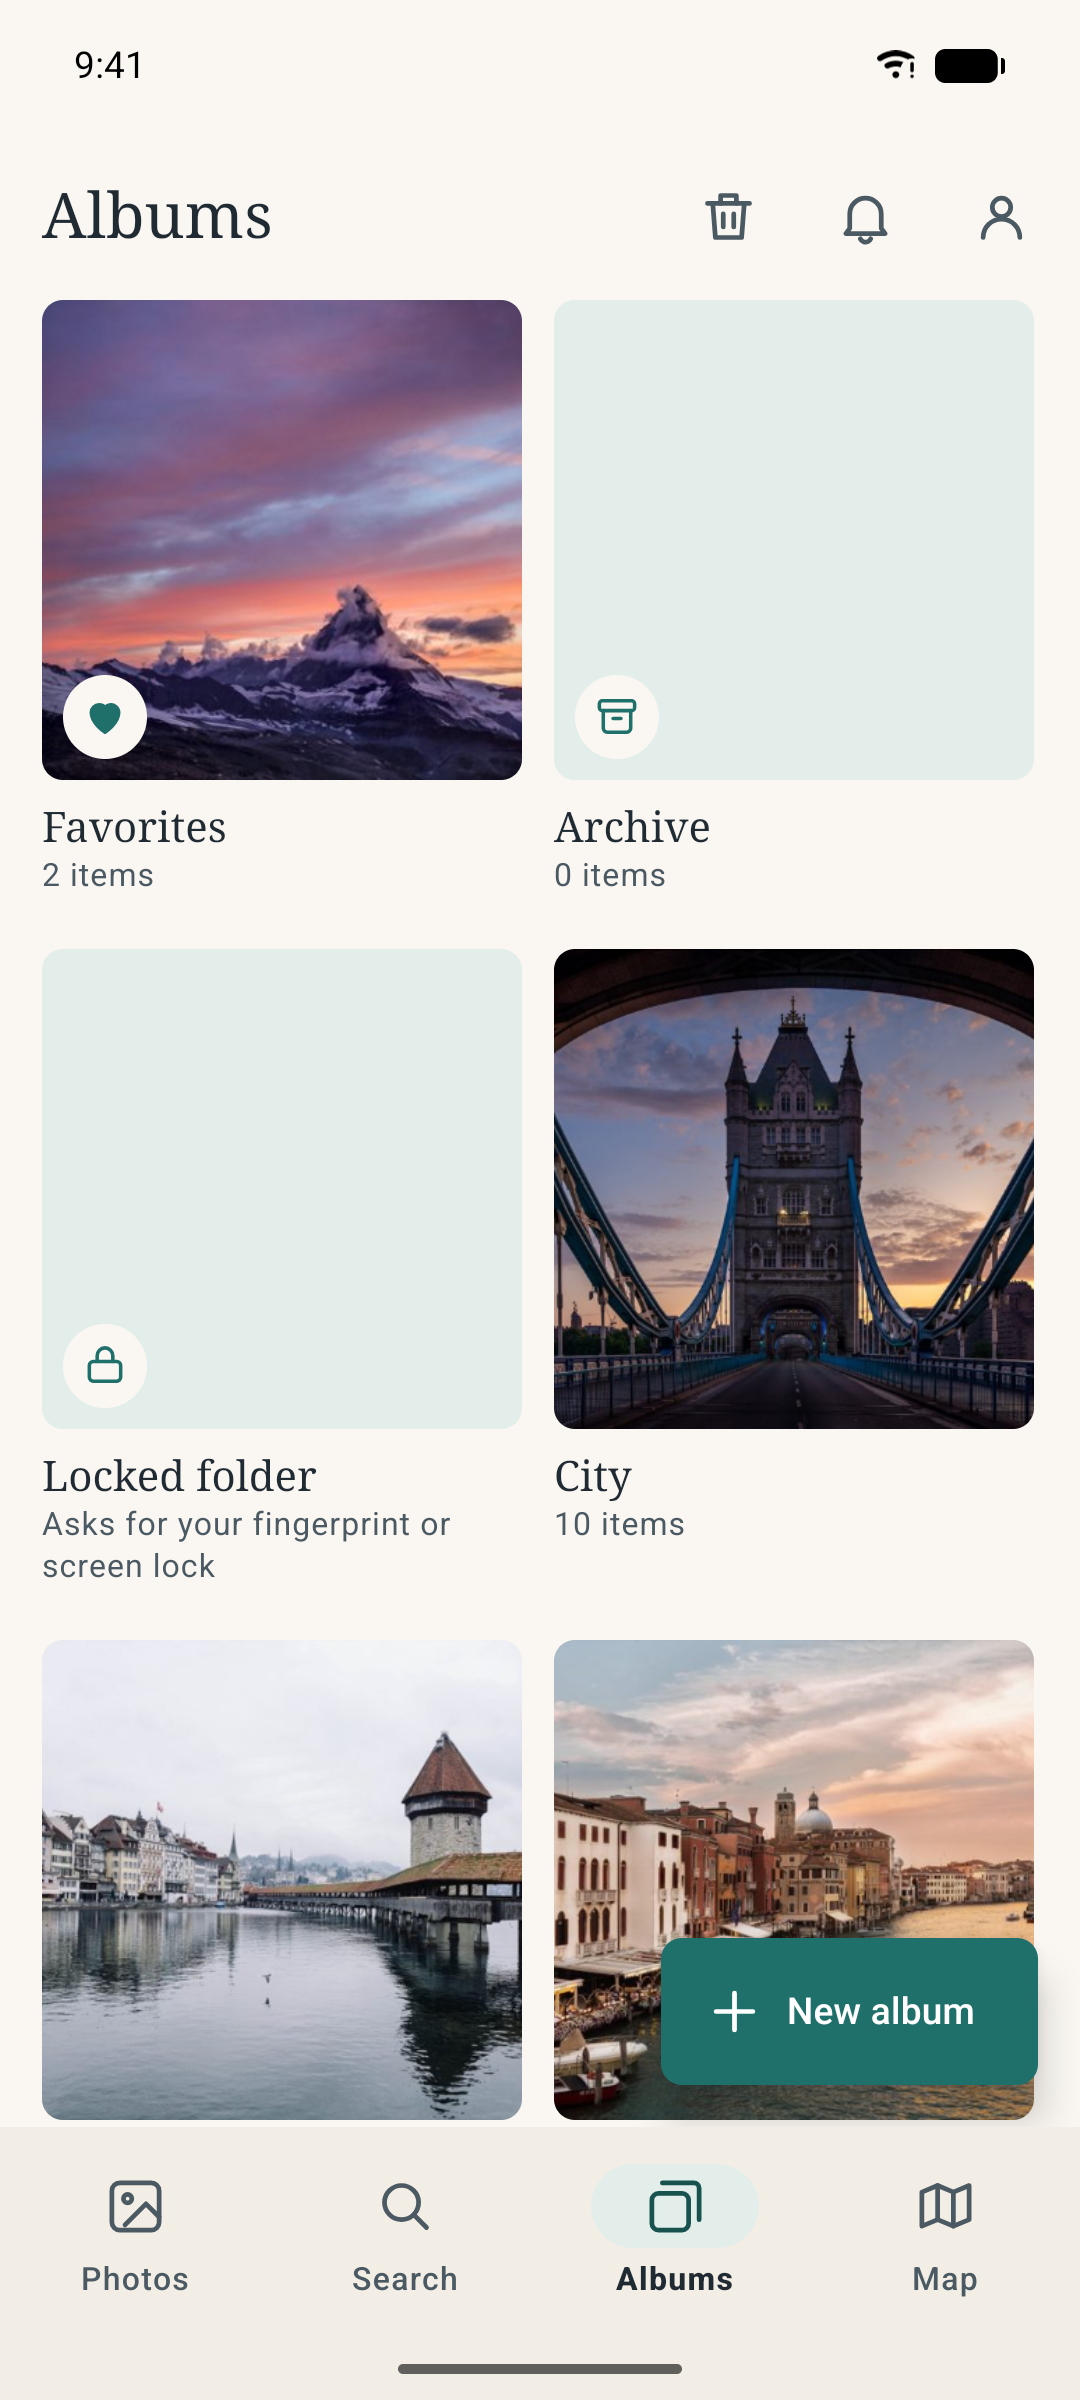 9:41
Albums
Favorites
2 items
Archive
0 items
Locked folder
Asks for your fingerprint or
screen lock
City
10 items
New album
Photos
Search
Albums
Map